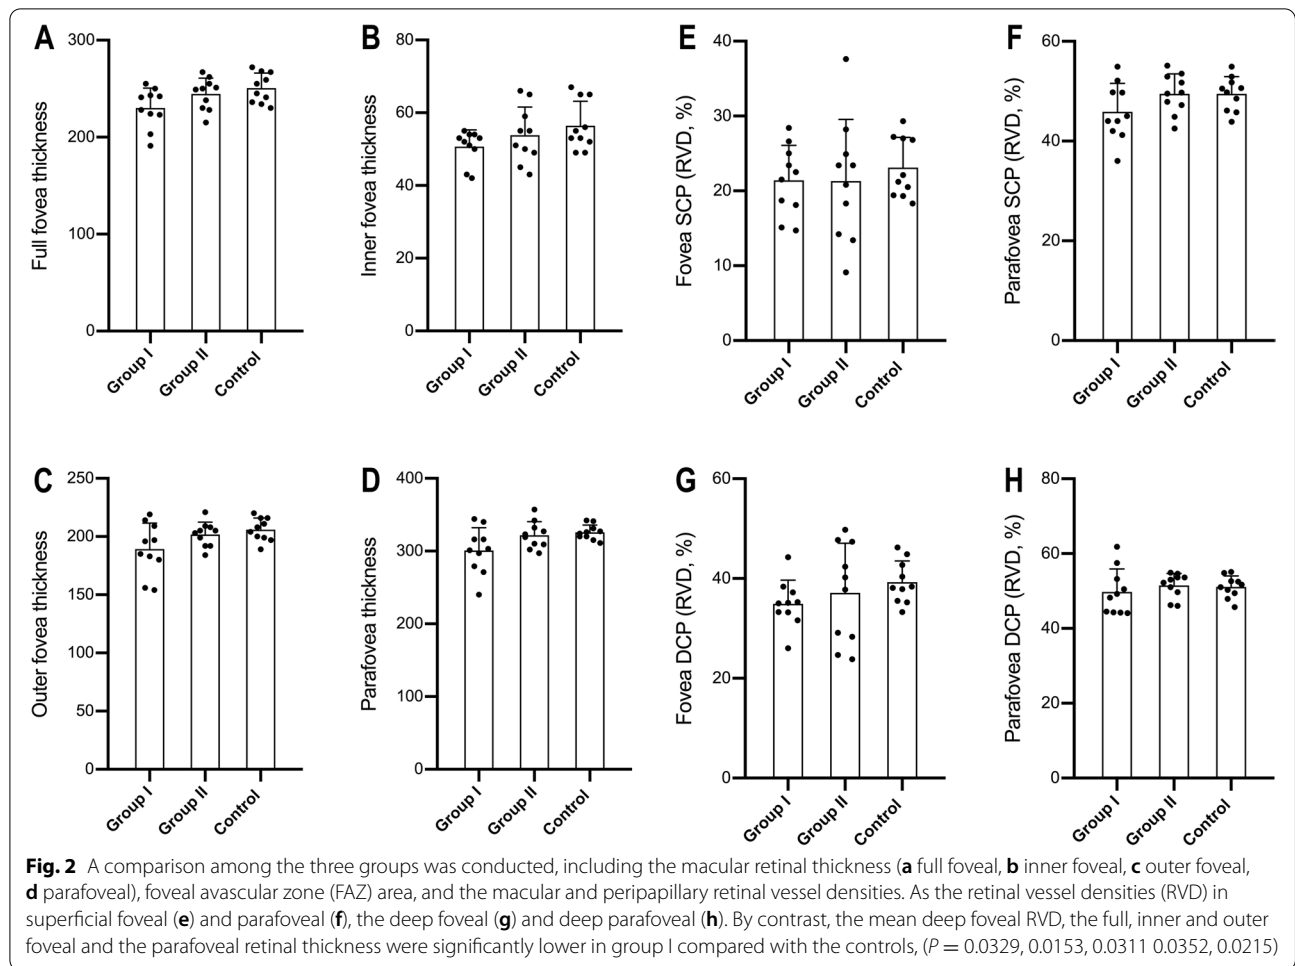 A
300
200
100
0
Full fovea thickness
Group I
Group II
Control
B
80
60
40
20
0
Inner fovea thickness
Group I
Group II
Control
E
40
30
20
10
0
Fovea SCP (RVD, %)
Group I
Group II
Control
F
60
40
20
0
Parafovea SCP (RVD, %)
Group I
Group II
Control
C
250
200
150
100
50
0
Outer fovea thickness
Group I
Group II
Control
D
400
300
200
100
0
Parafovea thickness
Group I
Group II
Control
G
60
40
20
0
Fovea DCP (RVD, %)
Group I
Group II
Control
H
80
60
40
20
0
Parafovea DCP (RVD, %)
Group I
Group II
Control
Fig. 2 A comparison among the three groups was conducted, including the macular retinal thickness (a full foveal, b inner foveal, c outer foveal,
d parafoveal), foveal avascular zone (FAZ) area, and the macular and peripapillary retinal vessel densities. As the retinal vessel densities (RVD) in
superficial foveal (e) and parafoveal (f), the deep foveal (g) and deep parafoveal (h). By contrast, the mean deep foveal RVD, the full, inner and outer
foveal and the parafoveal retinal thickness were significantly lower in group I compared with the controls, (P = 0.0329, 0.0153, 0.0311 0.0352, 0.0215)